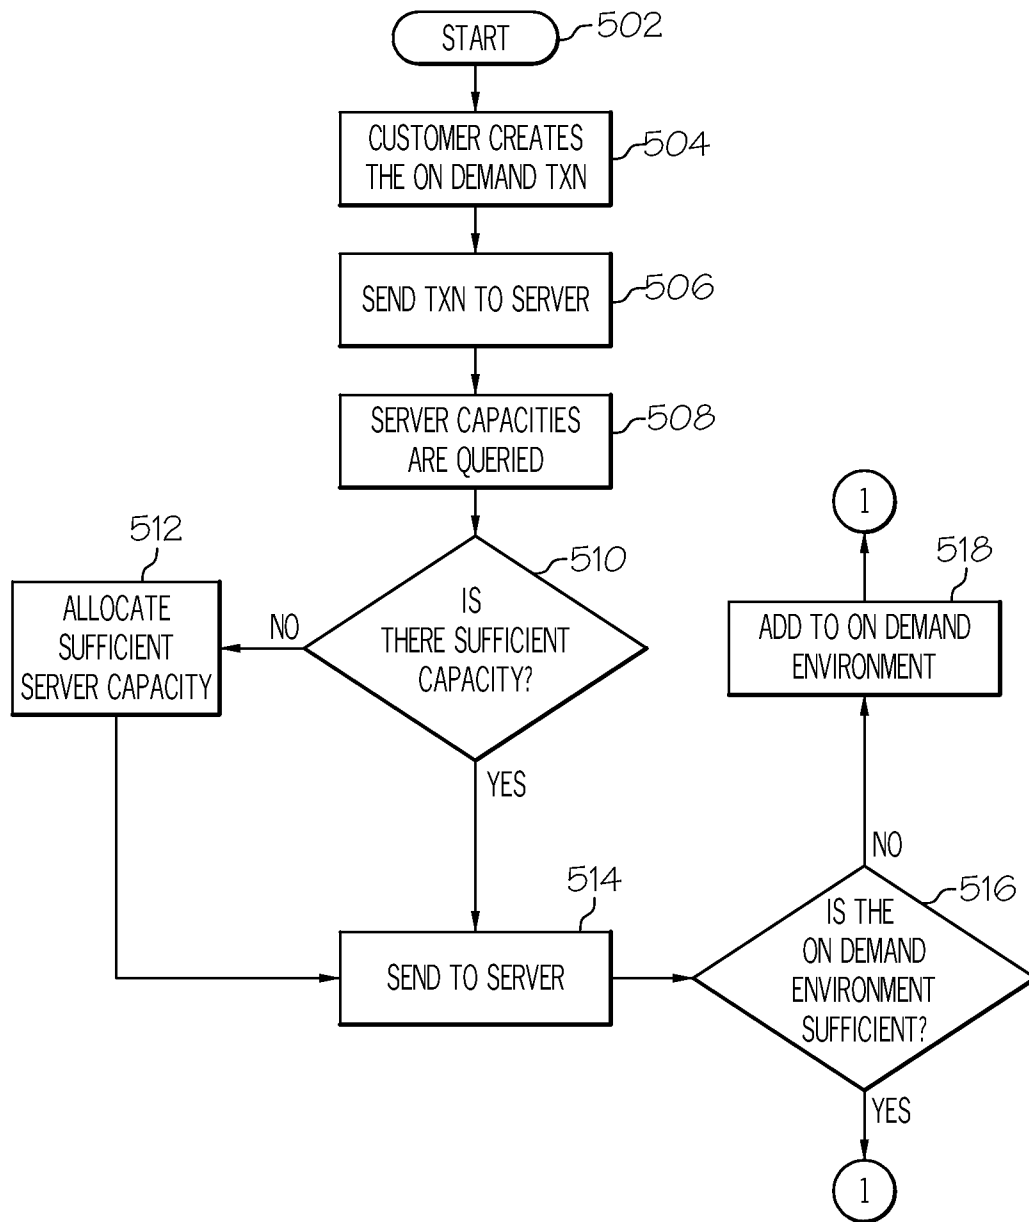 START
502
CUSTOMER CREATES
THE ON DEMAND TXN
504
SEND TXN TO SERVER
506
SERVER CAPACITIES
ARE QUERIED
508
IS
THERE SUFFICIENT
CAPACITY?
510
NO
YES
512
ALLOCATE
SUFFICIENT
SERVER CAPACITY
514
SEND TO SERVER
516
IS THE
ON DEMAND
ENVIRONMENT
SUFFICIENT?
NO
YES
518
ADD TO ON DEMAND
ENVIRONMENT
1
1